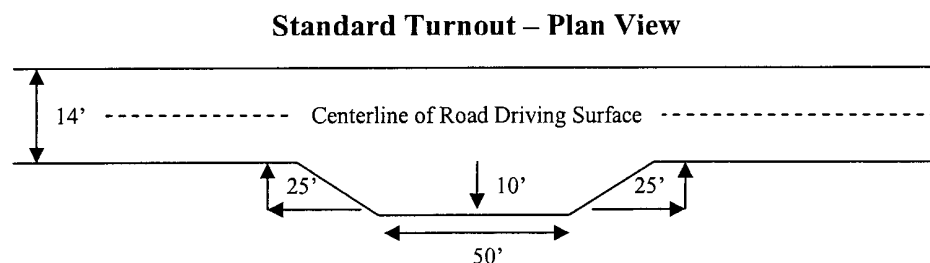 Standard Turnout – Plan View
14’
Centerline of Road Driving Surface
25’
10’
25’
50’